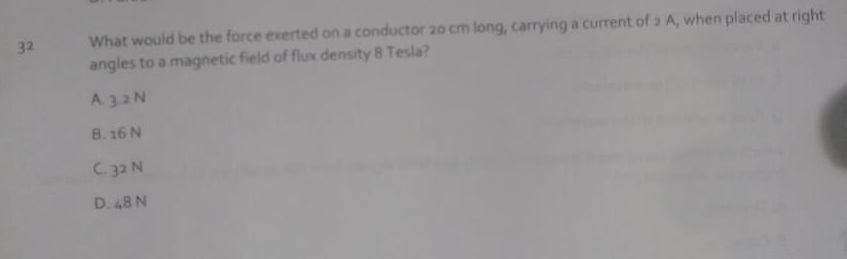 32 What would be the force exerted on a conductor 20 cm long, carrying a current of 2 A, when placed at right
angles to a magnetic field of flux density 8 Tesla?
A. 3.2 N
B. 16 N
C. 32 N
D. 48 N